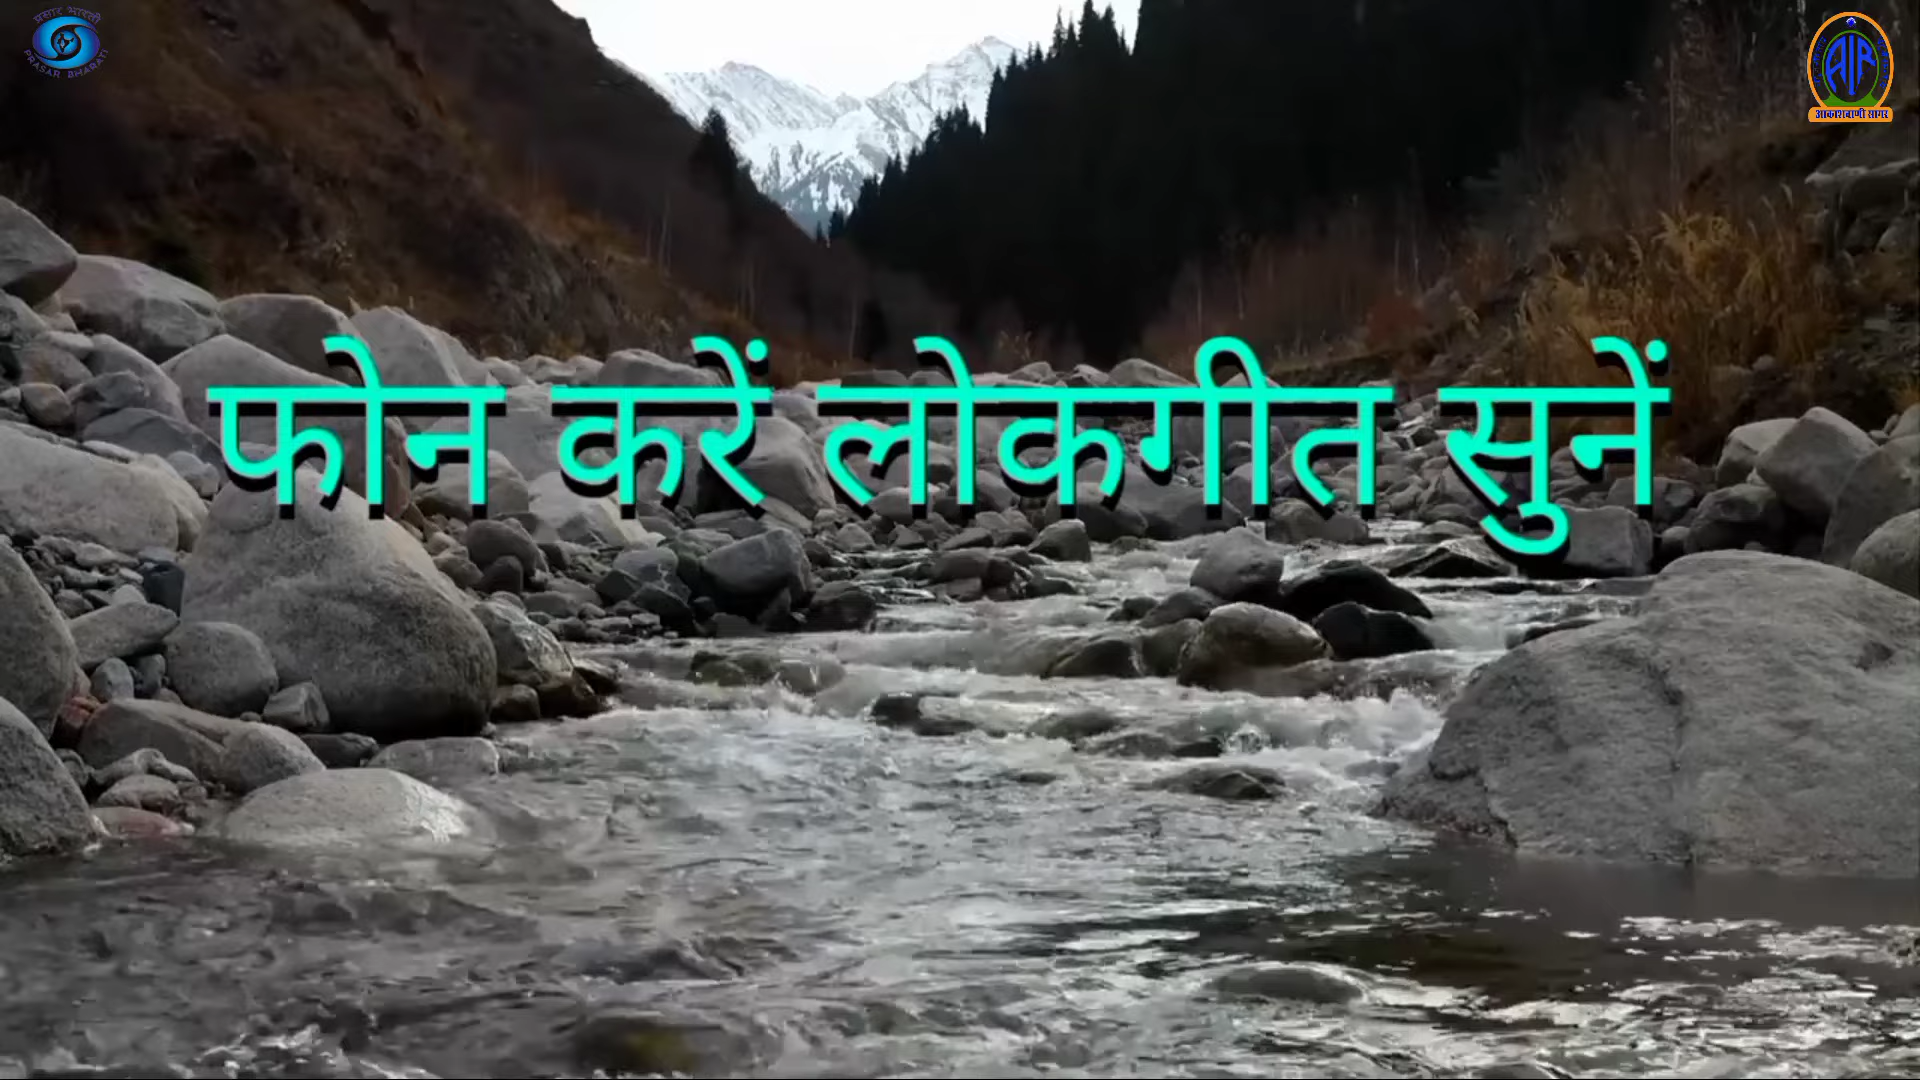 प्रसार भारती
PRASAR BHARATI
AIR
आकाशवाणी सागर
फोन करें लोकगीत सुनें